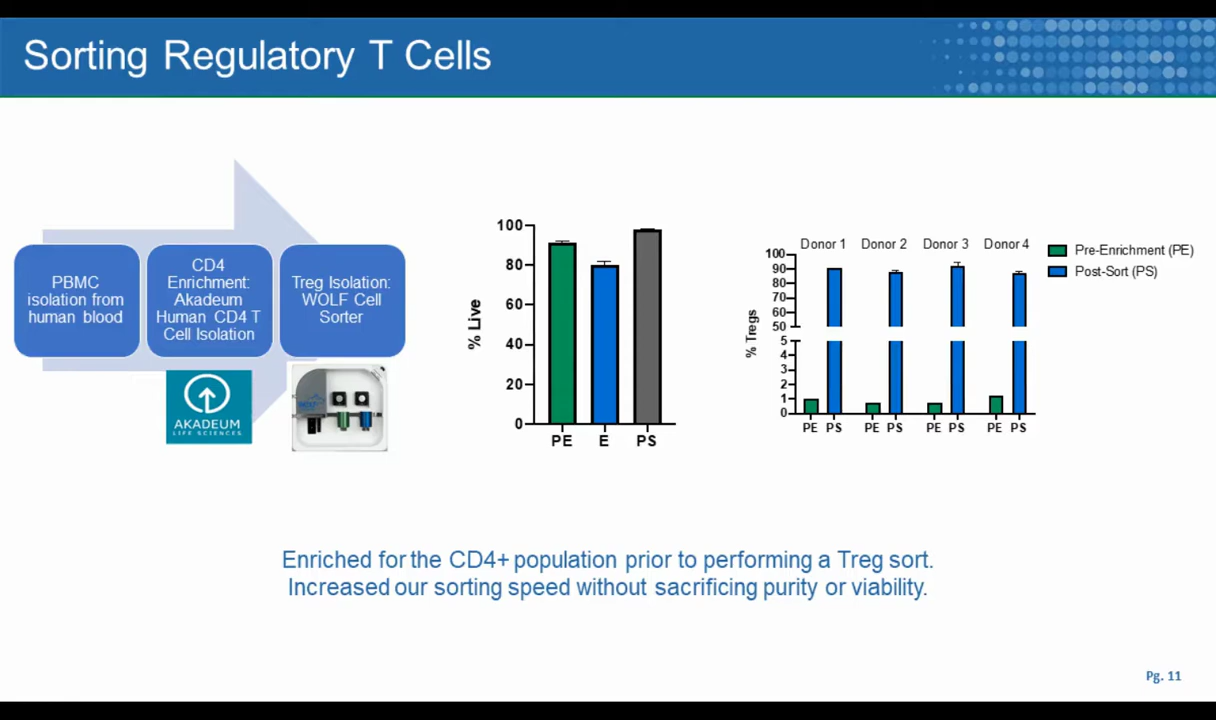 Sorting Regulatory T Cells
PBMC
isolation from
human blood
CD4
Enrichment:
Akadeum
Human CD4 T
Cell Isolation
Treg Isolation:
WOLF Cell
Sorter
AKADEUM
LIFE SCIENCES
% Live
100
80
60
40
20
0
PE E PS
% Tregs
Donor 1 Donor 2 Donor 3 Donor 4
100
90
80
70
60
50
5
4
3
2
1
0
PE PS PE PS PE PS PE PS
Pre-Enrichment (PE)
Post-Sort (PS)
Enriched for the CD4+ population prior to performing a Treg sort.
Increased our sorting speed without sacrificing purity or viability.
Pg. 11